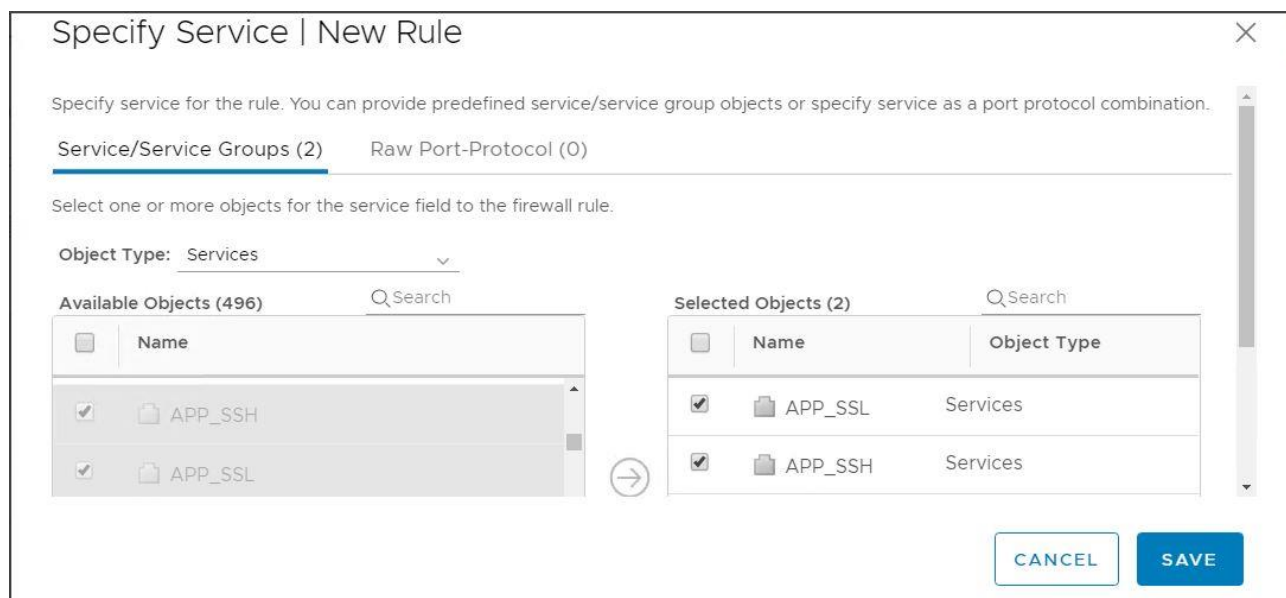 Specify Service | New Rule
Specify service for the rule. You can provide predefined service/service group objects or specify service as a port protocol combination.
Service/Service Groups (2) Raw Port-Protocol (0)
Select one or more objects for the service field to the firewall rule.
Object Type: Services
Available Objects (496) Search Selected Objects (2) Search
Name Name Object Type
APP_SSH APP_SSL Services
APP_SSL APP_SSH Services
CANCEL SAVE